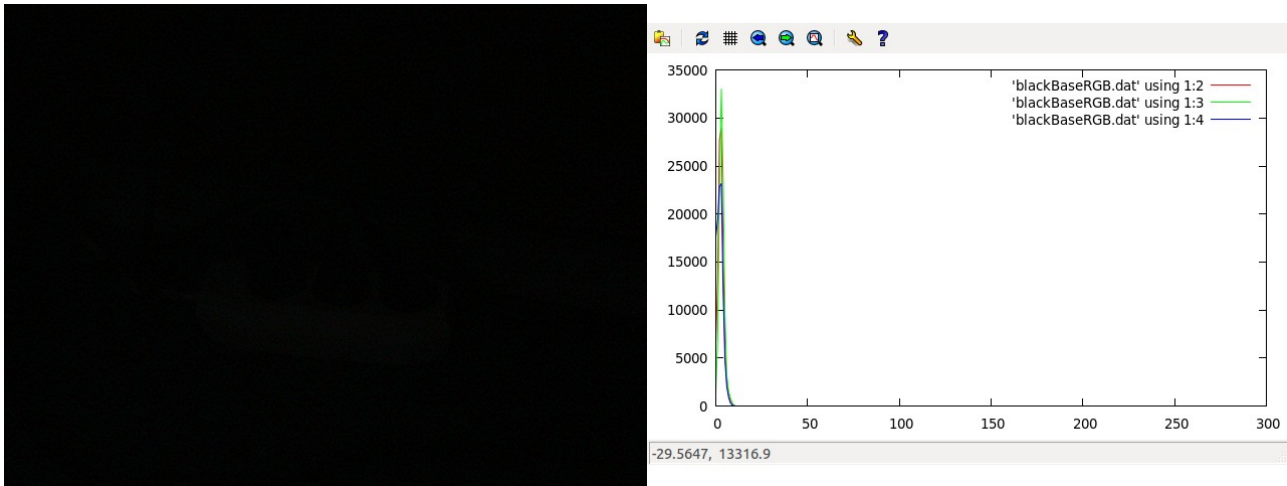 35000
'blackBaseRGB.dat' using 1:2
'blackBaseRGB.dat' using 1:3
30000
'blackBaseRGB.dat' using 1:4
25000
20000
15000
10000
5000
0
0 50 100 150 200 250 300
-29.5647, 13316.9